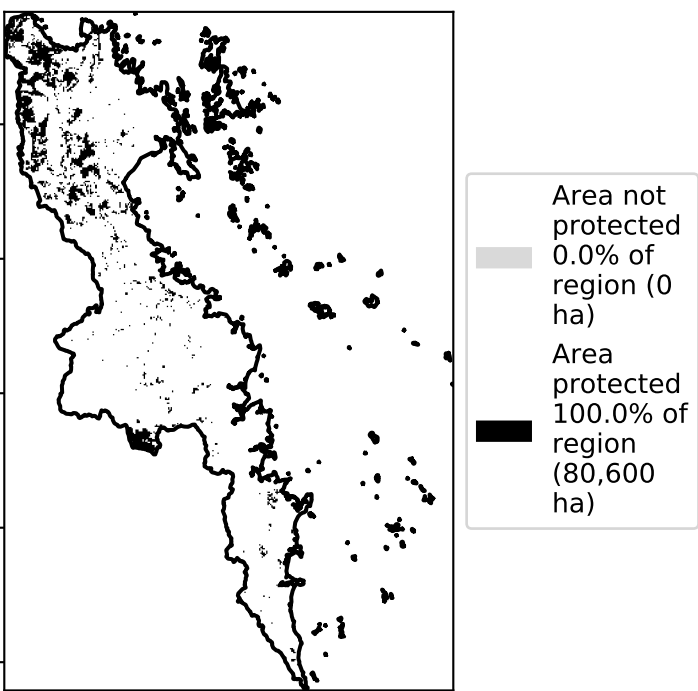 Area not
protected
0.0% of
region (0
ha)
Area
protected
100.0% of
region
(80,600
ha)